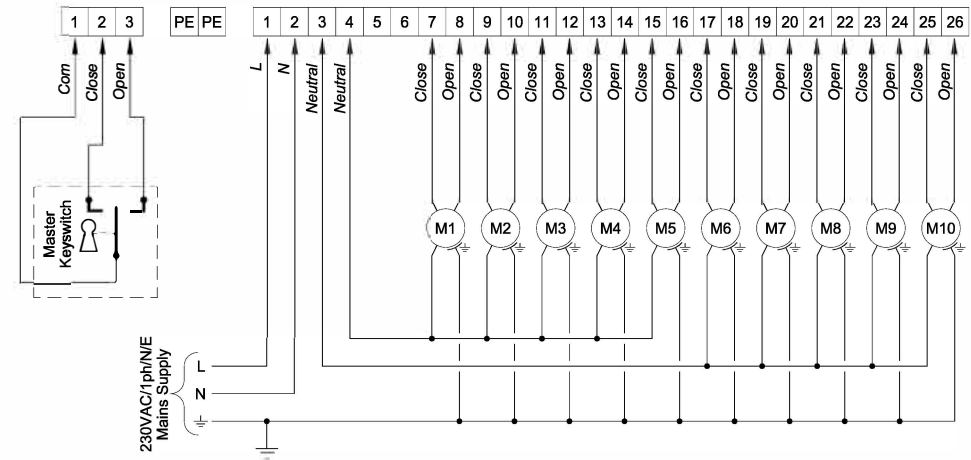 1 2 3 PE PE 1 2 3 4 5 6 7 8 9 10 11 12 13 14 15 16 17 18 19 20 21 22 23 24 25 26
Com
Close
Open
L
N
Neutral
Neutral
Close
Open
Close
Open
Close
Open
Close
Open
Close
Open
Close
Open
Close
Open
Close
Open
Close
Open
Close
Open
Master
Keyswitch
M1 M2 M3 M4 M5 M6 M7 M8 M9 M10
230VAC/1ph/N/E
Mains Supply
L
N